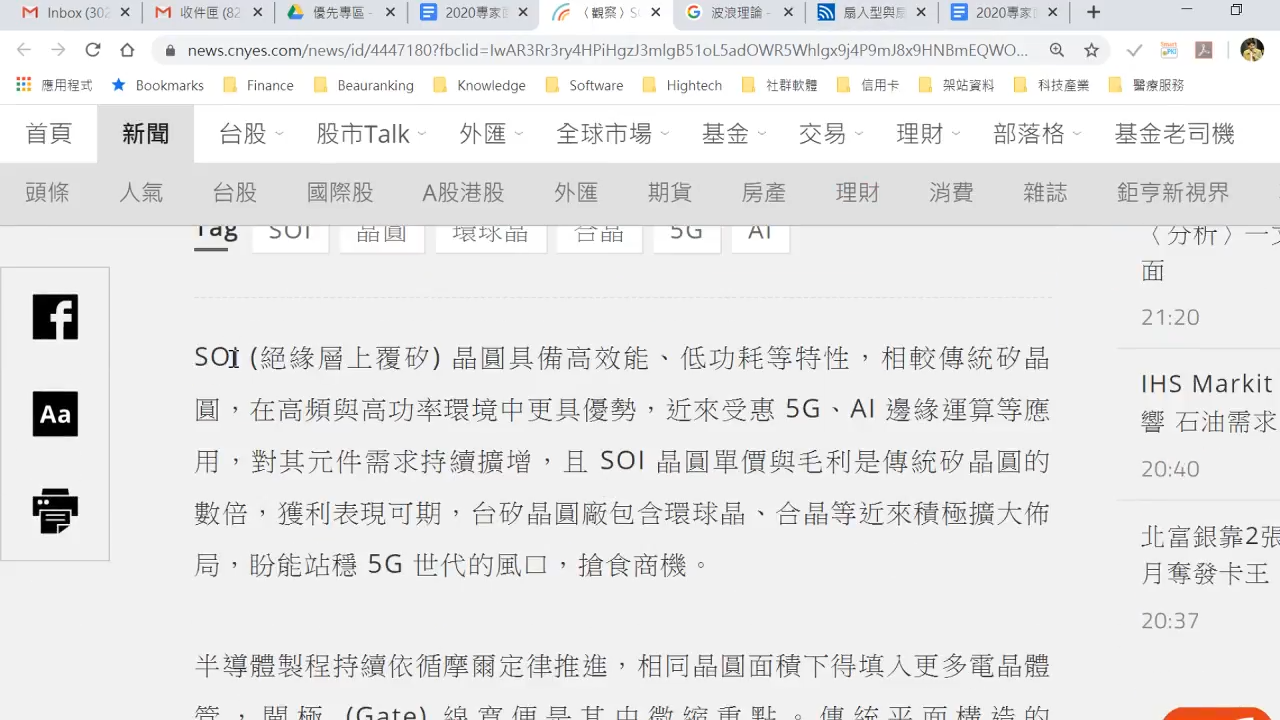 Inbox (302
收件匣 (82
優先專區 -
2020專家
〈觀察〉SO
波浪理論 -
扇入型與扇
2020專家
news.cnyes.com/news/id/4447180?fbclid=IwAR3Rr3ry4HPiHgzJ3mlgB51oL5adOWR5Whlgx9j4P9mJ8x9HNBmEQWO...
應用程式
Bookmarks
Finance
Beauranking
Knowledge
Software
Hightech
社群軟體
信用卡
架站資料
科技產業
醫療服務
首頁
新聞
台股
股市Talk
外匯
全球市場
基金
交易
理財
部落格
基金老司機
頭條
人氣
台股
國際股
A股港股
外匯
期貨
房產
理財
消費
雜誌
鉅亨新視界
Tag
SOI
晶圓
環球晶
合晶
5G
AI
Aa
SOI (絕緣層上覆矽) 晶圓具備高效能、低功耗等特性，相較傳統矽晶
圓，在高頻與高功率環境中更具優勢，近來受惠 5G、AI 邊緣運算等應
用，對其元件需求持續擴增，且 SOI 晶圓單價與毛利是傳統矽晶圓的
數倍，獲利表現可期，台矽晶圓廠包含環球晶、合晶等近來積極擴大佈
局，盼能站穩 5G 世代的風口，搶食商機。
半導體製程持續依循摩爾定律推進，相同晶圓面積下得填入更多電晶體
管，閘極 (Gate) 線寬便是其中微縮重點。傳統平面構造的
〈分析〉一文
面
21:20
IHS Markit
響 石油需求
20:40
北富銀靠2張
月奪發卡王
20:37